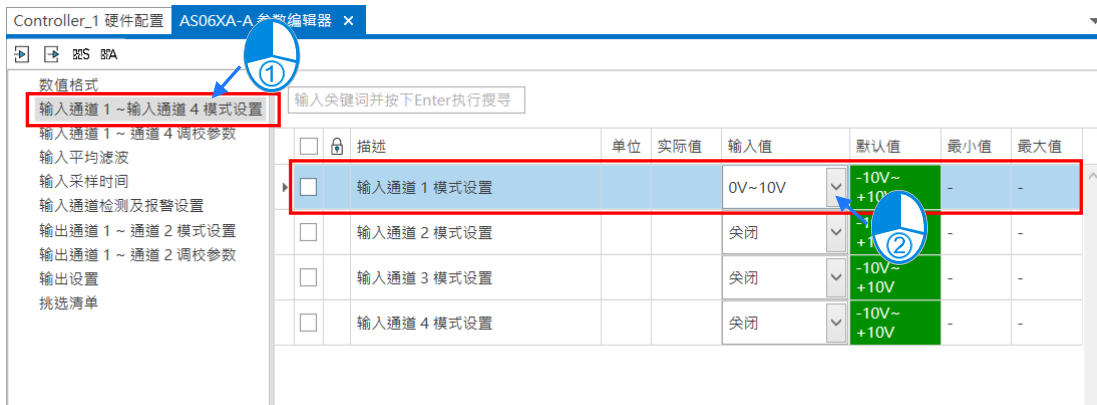 Controller_1 硬件配置 AS06XA-A 参数编辑器 ×
数值格式
输入通道 1 ~输入通道 4 模式设置
输入通道 1 ~ 通道 4 调校参数
输入平均滤波
输入采样时间
输入通道检测及报警设置
输出通道 1 ~ 通道 2 模式设置
输出通道 1 ~ 通道 2 调校参数
输出设置
挑选清单
①
输入关键词并按下Enter执行搜寻
描述 单位 实际值 输入值 默认值 最小值 最大值
输入通道 1 模式设置 0V~10V -10V~ - -
+10V
输入通道 2 模式设置 关闭 - -
②
输入通道 3 模式设置 关闭 -10V~ - -
+10V
输入通道 4 模式设置 关闭 -10V~ - -
+10V